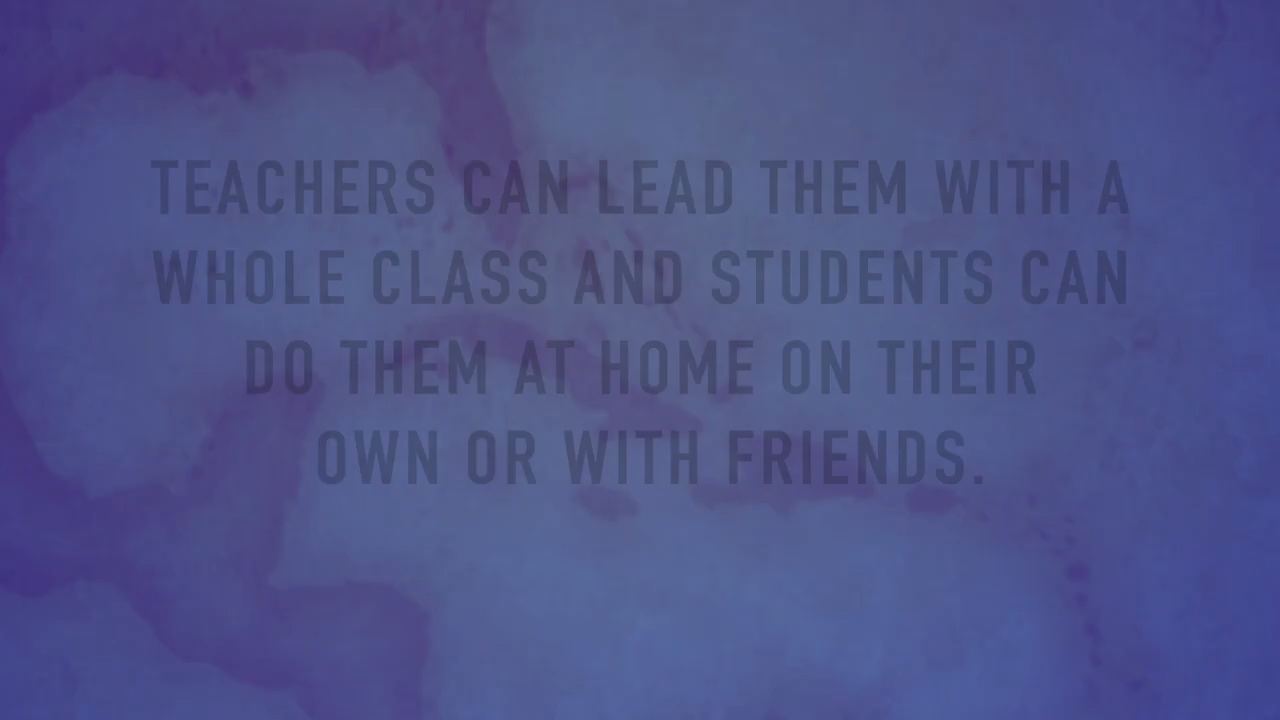 TEACHERS CAN LEAD THEM WITH A
WHOLE CLASS AND STUDENTS CAN
DO THEM AT HOME ON THEIR
OWN OR WITH FRIENDS.